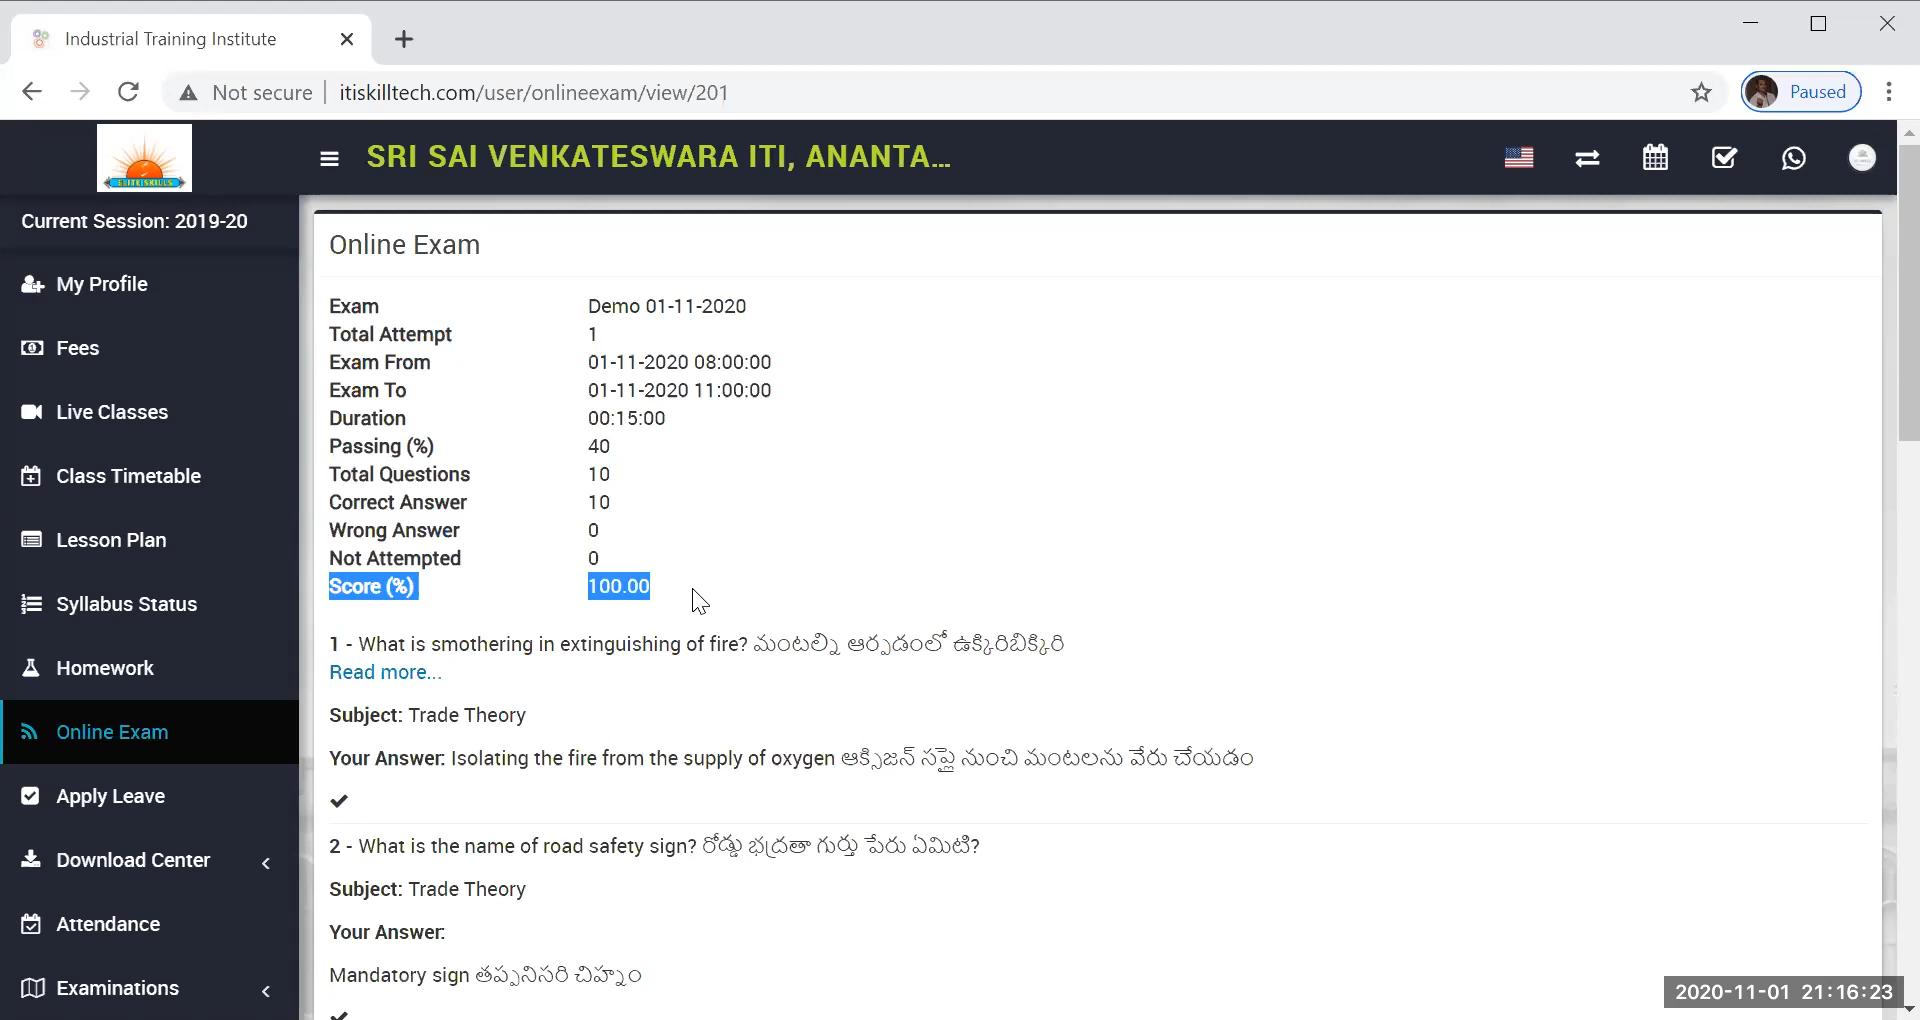 Industrial Training Institute
Not secure | itiskilltech.com/user/onlineexam/view/201
Paused
SRI SAI VENKATESWARA ITI, ANANTA...
Current Session: 2019-20
My Profile
Fees
Live Classes
Class Timetable
Lesson Plan
Syllabus Status
Homework
Online Exam
Apply Leave
Download Center
Attendance
Examinations
Online Exam
Exam Demo 01-11-2020
Total Attempt 1
Exam From 01-11-2020 08:00:00
Exam To 01-11-2020 11:00:00
Duration 00:15:00
Passing (%) 40
Total Questions 10
Correct Answer 10
Wrong Answer 0
Not Attempted 0
Score (%) 100.00
1 - What is smothering in extinguishing of fire? మంటల్ని ఆర్పడంలో ఉక్కిరిబిక్కిరి
Read more...
Subject: Trade Theory
Your Answer: Isolating the fire from the supply of oxygen ఆక్సిజన్ సప్లై నుంచి మంటలను వేరు చేయడం
2 - What is the name of road safety sign? రోడ్డు భద్రతా గుర్తు పేరు ఏమిటి?
Subject: Trade Theory
Your Answer:
Mandatory sign తప్పనిసరి చిహ్నం
2020-11-01 21:16:23